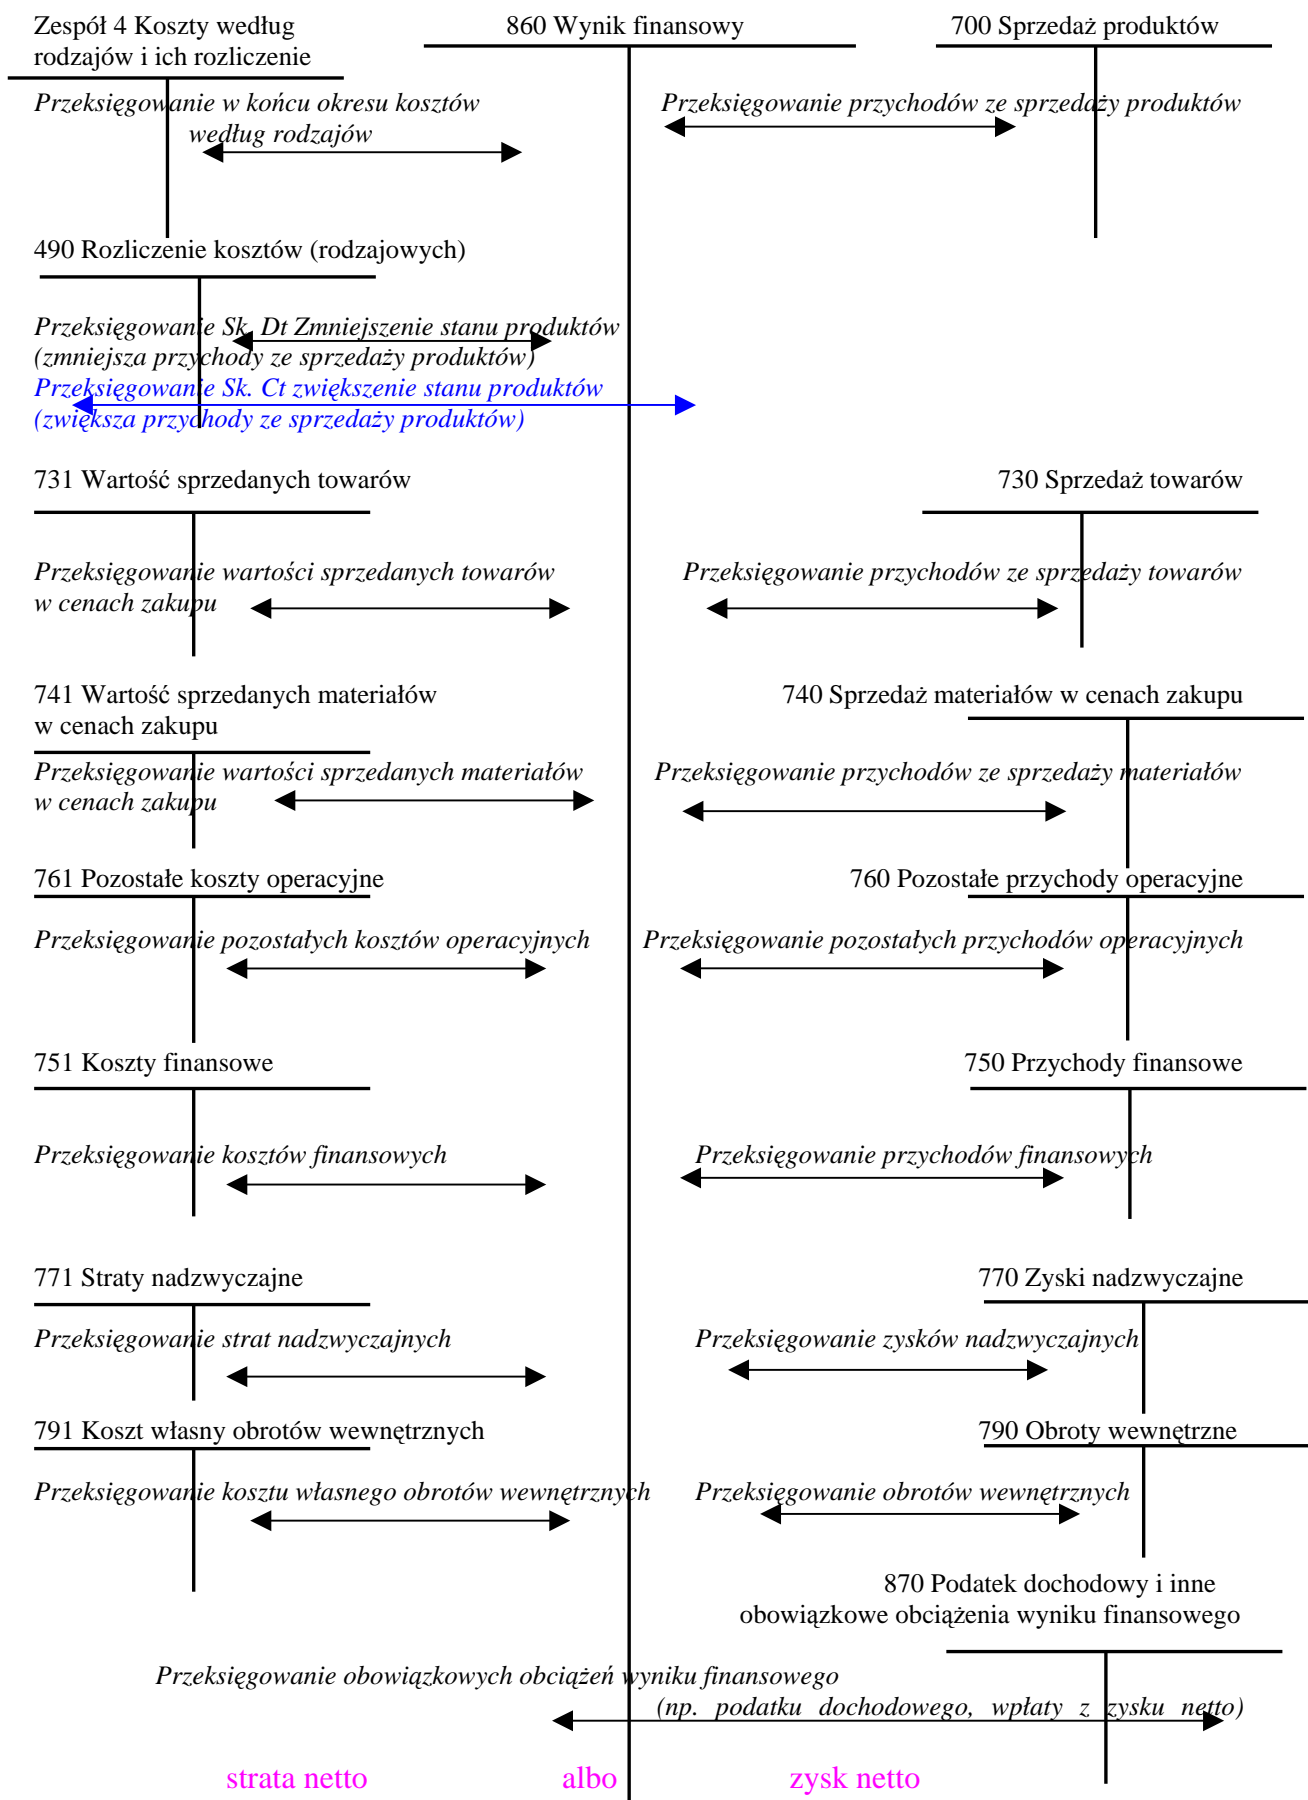 Zespół 4 Koszty według
rodzajów i ich rozliczenie
860 Wynik finansowy
700 Sprzedaż produktów
Przeksięgowanie w końcu okresu kosztów
według rodzajów
Przeksięgowanie przychodów ze sprzedaży produktów
490 Rozliczenie kosztów (rodzajowych)
Przeksięgowanie Sk. Dt Zmniejszenie stanu produktów
(zmniejsza przychody ze sprzedaży produktów)
Przeksięgowanie Sk. Ct zwiększenie stanu produktów
(zwiększa przychody ze sprzedaży produktów)
731 Wartość sprzedanych towarów
730 Sprzedaż towarów
Przeksięgowanie wartości sprzedanych towarów
w cenach zakupu
Przeksięgowanie przychodów ze sprzedaży towarów
741 Wartość sprzedanych materiałów
w cenach zakupu
740 Sprzedaż materiałów w cenach zakupu
Przeksięgowanie wartości sprzedanych materiałów
w cenach zakupu
Przeksięgowanie przychodów ze sprzedaży materiałów
761 Pozostałe koszty operacyjne
760 Pozostałe przychody operacyjne
Przeksięgowanie pozostałych kosztów operacyjnych
Przeksięgowanie pozostałych przychodów operacyjnych
751 Koszty finansowe
750 Przychody finansowe
Przeksięgowanie kosztów finansowych
Przeksięgowanie przychodów finansowych
771 Straty nadzwyczajne
770 Zyski nadzwyczajne
Przeksięgowanie strat nadzwyczajnych
Przeksięgowanie zysków nadzwyczajnych
791 Koszt własny obrotów wewnętrznych
790 Obroty wewnętrzne
Przeksięgowanie kosztu własnego obrotów wewnętrznych
Przeksięgowanie obrotów wewnętrznych
870 Podatek dochodowy i inne
obowiązkowe obciążenia wyniku finansowego
Przeksięgowanie obowiązkowych obciążeń wyniku finansowego
(np. podatku dochodowego, wpłaty z zysku netto)
strata netto albo zysk netto